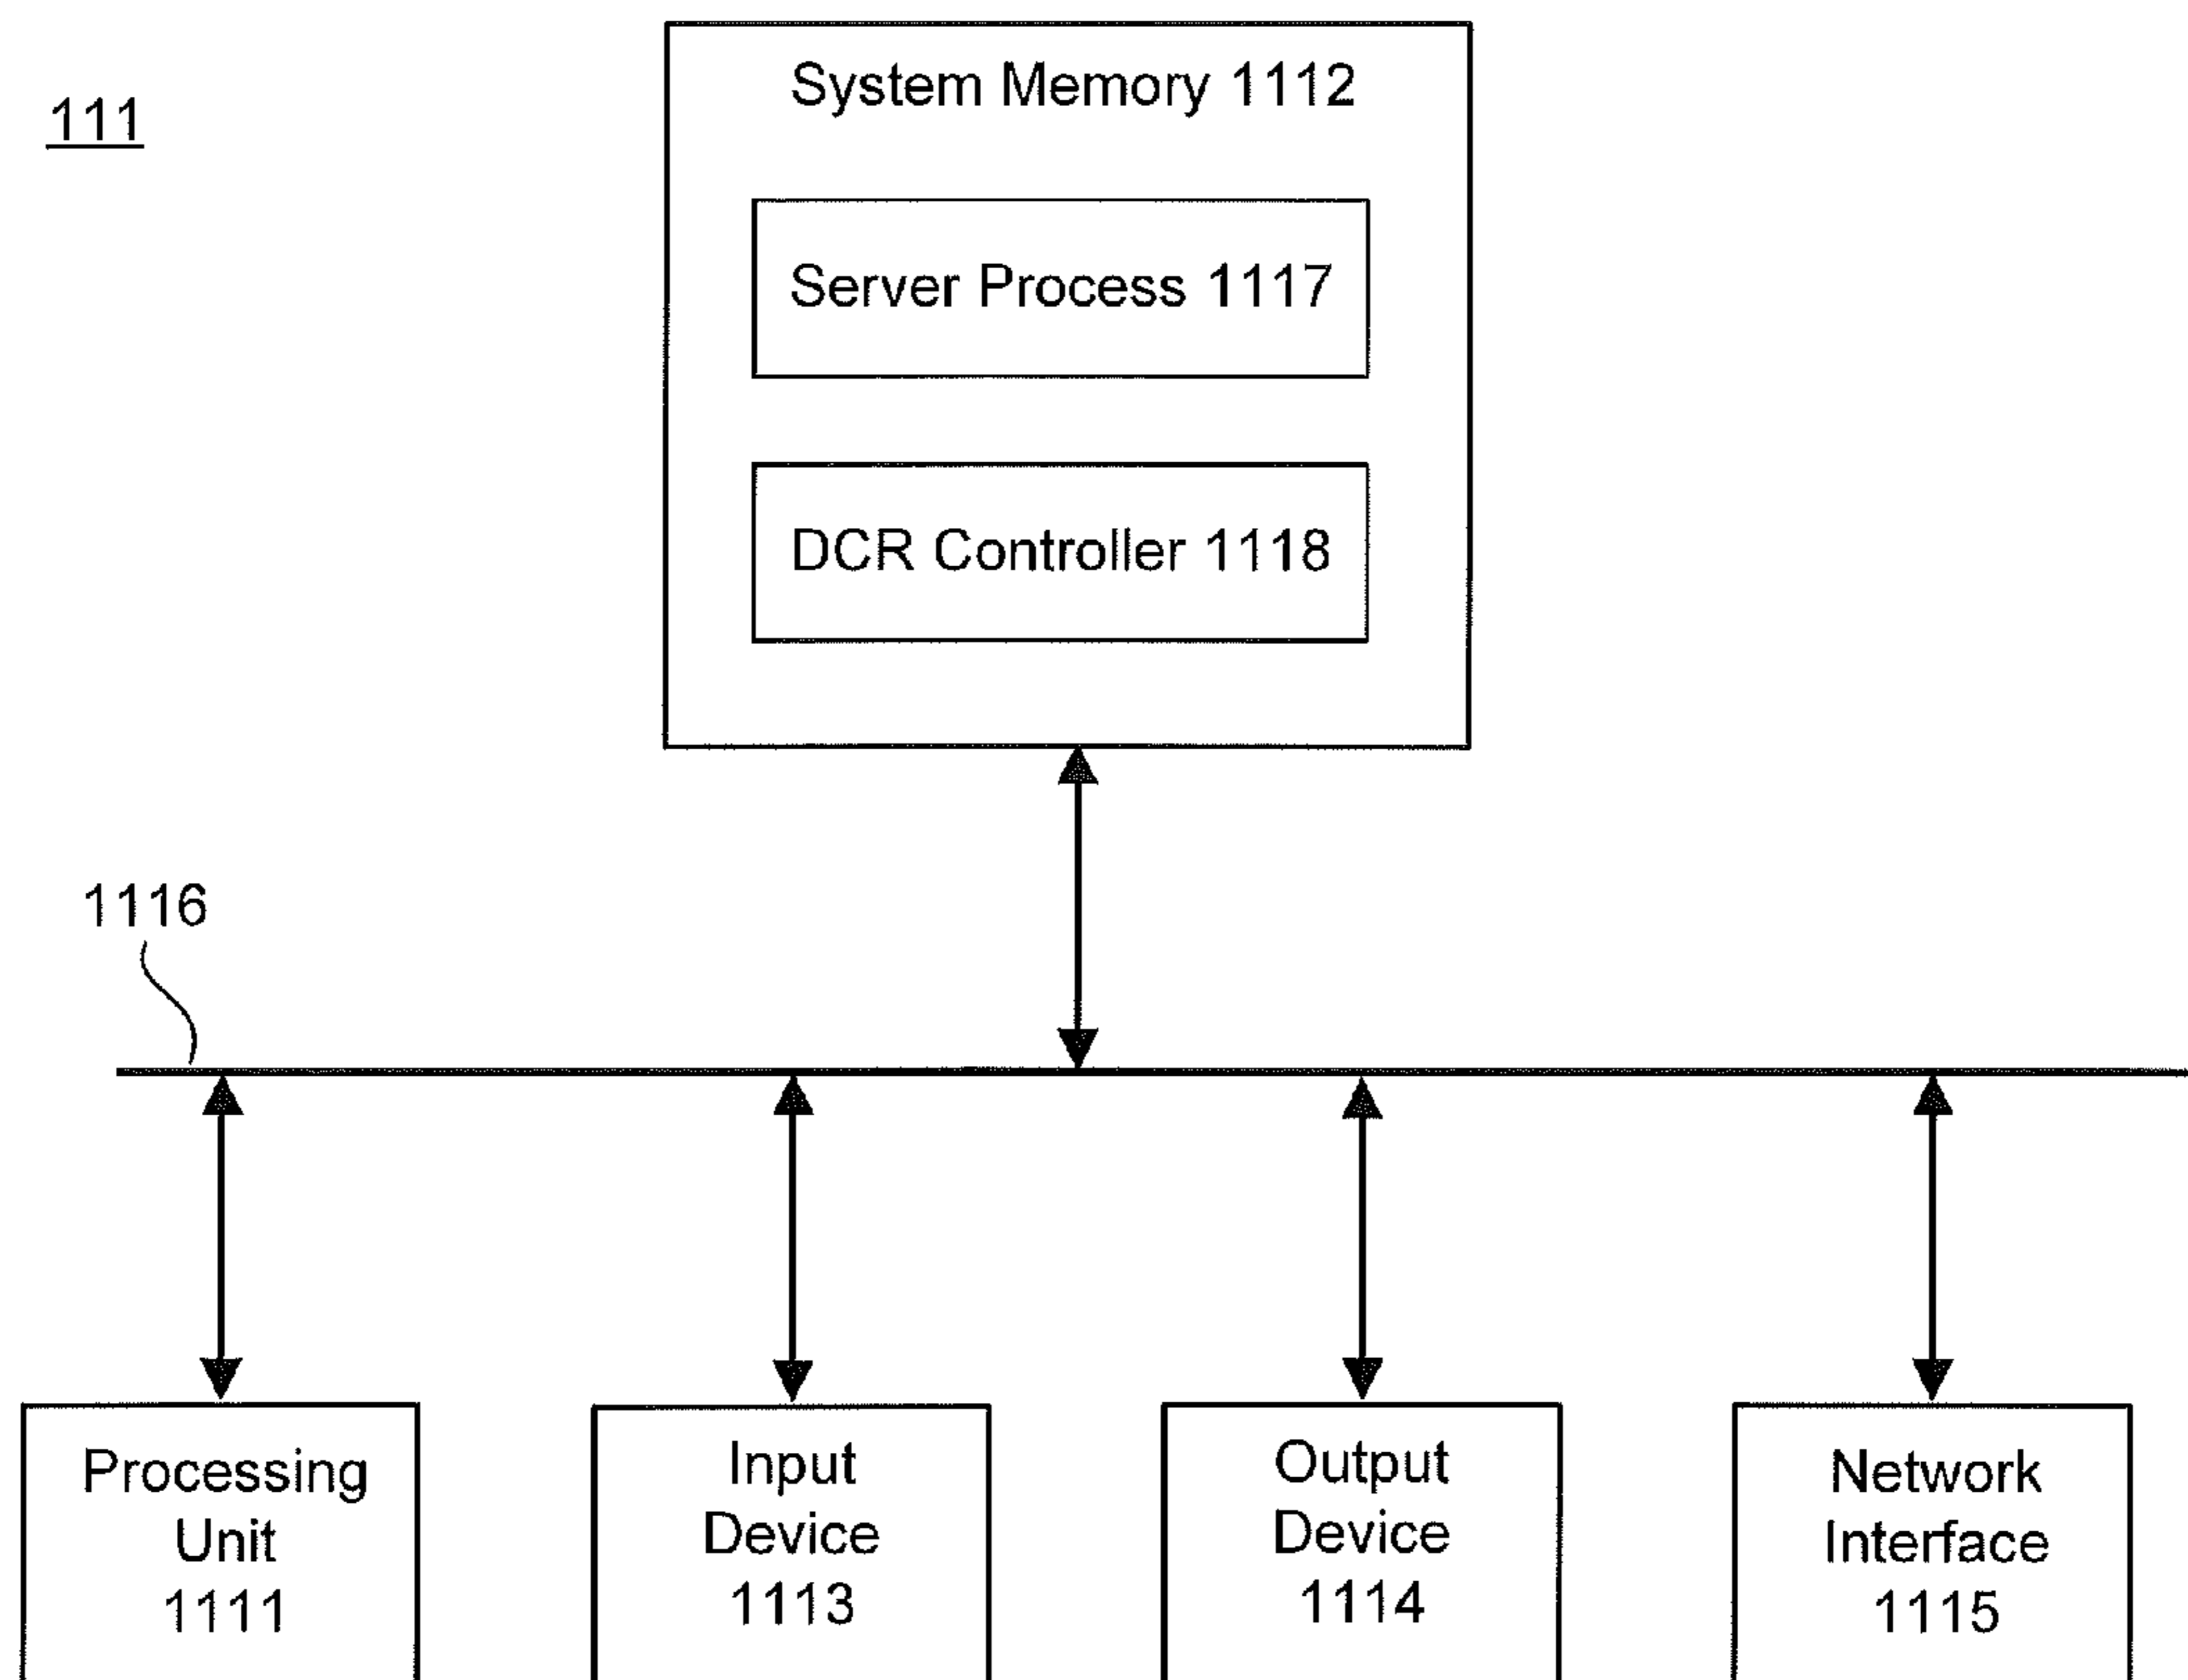 111
System Memory 1112
Server Process 1117
DCR Controller 1118
1116
Processing
Unit
1111
Input
Device
1113
Output
Device
1114
Network
Interface
1115